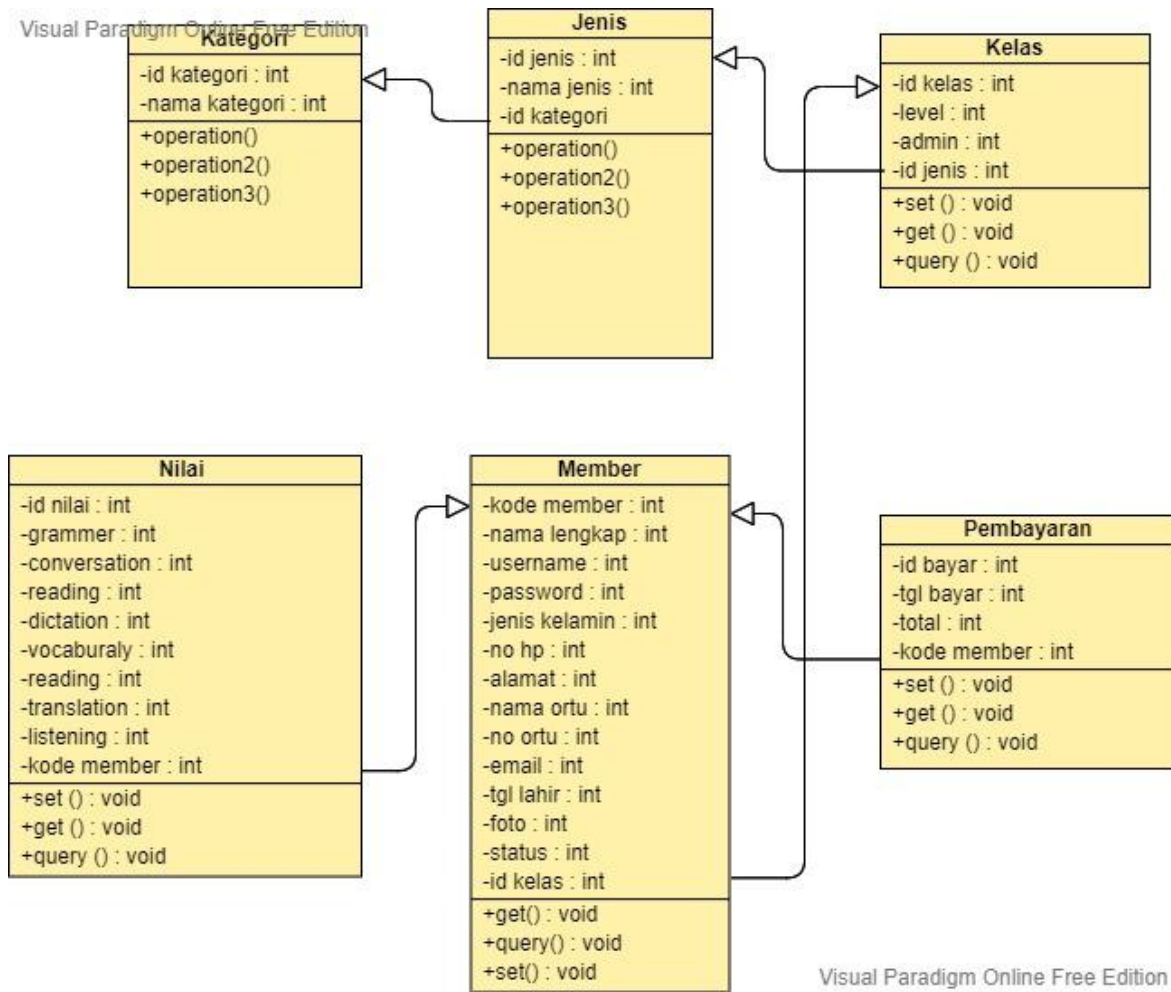 Visual Paradigm Online Free Edition
Kategori
-id kategori : int
-nama kategori : int
+operation()
+operation2()
+operation3()
Jenis
-id jenis : int
-nama jenis : int
-id kategori
+operation()
+operation2()
+operation3()
Kelas
-id kelas : int
-level : int
-admin : int
-id jenis : int
+set () : void
+get () : void
+query () : void
Nilai
-id nilai : int
-grammer : int
-conversation : int
-reading : int
-dictation : int
-vocaburaly : int
-reading : int
-translation : int
-listening : int
-kode member : int
+set () : void
+get () : void
+query () : void
Member
-kode member : int
-nama lengkap : int
-username : int
-password : int
-jenis kelamin : int
-no hp : int
-alamat : int
-nama ortu : int
-no ortu : int
-email : int
-tgl lahir : int
-foto : int
-status : int
-id kelas : int
+get() : void
+query() : void
+set() : void
Pembayaran
-id bayar : int
-tgl bayar : int
-total : int
-kode member : int
+set () : void
+get () : void
+query () : void
Visual Paradigm Online Free Edition